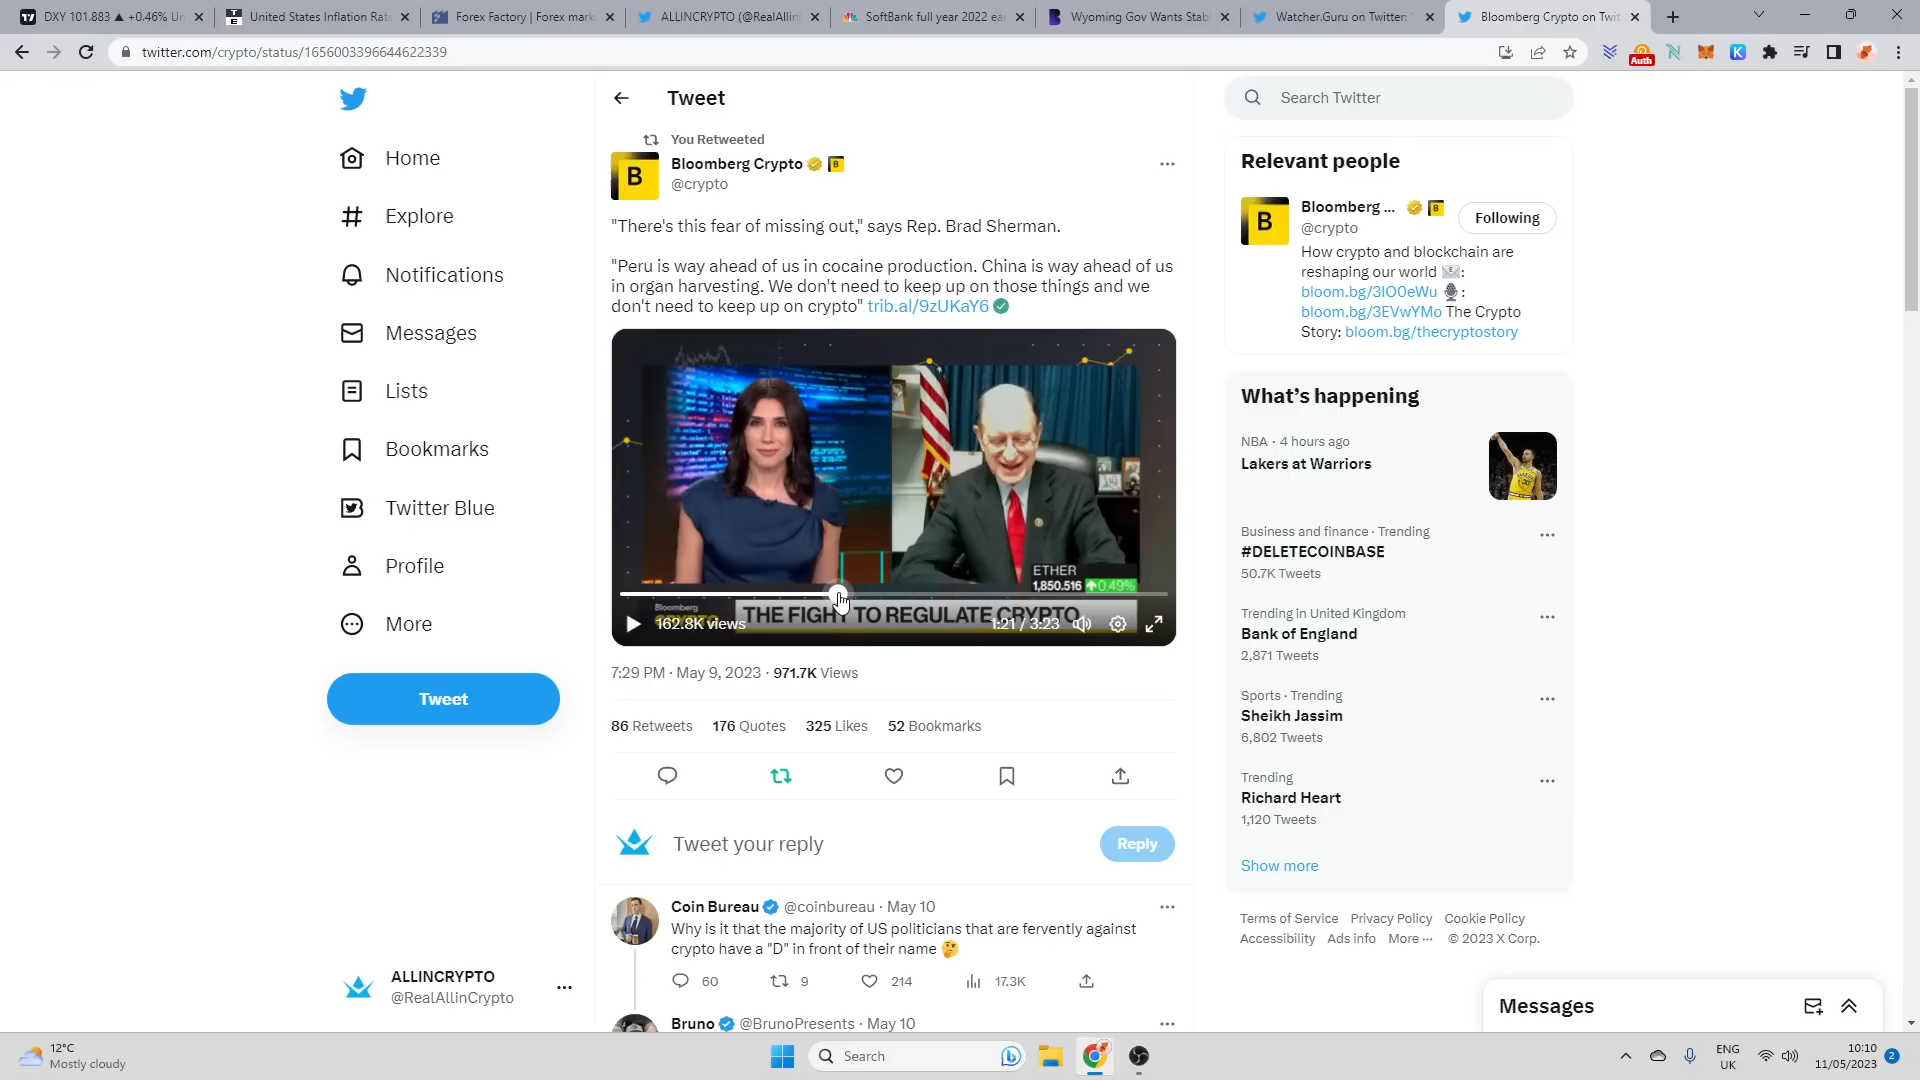 DXY 101.883 ▲ +0.46% Un
United States Inflation Rate
Forex Factory | Forex mark
ALLINCRYPTO (@RealAllin
SoftBank full year 2022 ea
Wyoming Gov Wants Stabl
Watcher.Guru on Twitter: "
Bloomberg Crypto on Twit
twitter.com/crypto/status/1656003396644622339
Auth
Home
Explore
Notifications
Messages
Lists
Bookmarks
Twitter Blue
Profile
More
Tweet
ALLINCRYPTO
@RealAllinCrypto
Tweet
You Retweeted
Bloomberg Crypto
@crypto
"There's this fear of missing out," says Rep. Brad Sherman.
"Peru is way ahead of us in cocaine production. China is way ahead of us
in organ harvesting. We don't need to keep up on those things and we
don't need to keep up on crypto" trib.al/9zUKaY6
ETHER
1,850.516 0.49%
Bloomberg
THE FIGHT TO REGULATE CRYPTO
162.8K views
1:21 / 3:23
7:29 PM · May 9, 2023 · 971.7K Views
86 Retweets 176 Quotes 325 Likes 52 Bookmarks
Tweet your reply
Reply
Coin Bureau @coinbureau · May 10
Why is it that the majority of US politicians that are fervently against
crypto have a "D" in front of their name 🤔
60 9 214 17.3K
Bruno @BrunoPresents · May 10
Search Twitter
Relevant people
Bloomberg ...
@crypto
Following
How crypto and blockchain are
reshaping our world 📧:
bloom.bg/3IO0eWu 🎙:
bloom.bg/3EVwYMo The Crypto
Story: bloom.bg/thecryptostory
What's happening
NBA · 4 hours ago
Lakers at Warriors
Business and finance · Trending
#DELETECOINBASE
50.7K Tweets
Trending in United Kingdom
Bank of England
2,871 Tweets
Sports · Trending
Sheikh Jassim
6,802 Tweets
Trending
Richard Heart
1,120 Tweets
Show more
Terms of Service Privacy Policy Cookie Policy
Accessibility Ads info More ··· © 2023 X Corp.
Messages
12°C
Mostly cloudy
Search
ENG
UK
10:10
11/05/2023
2